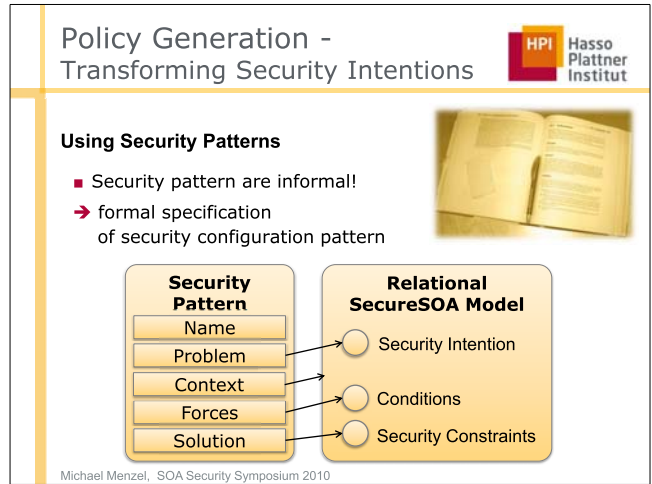 Policy Generation -
Transforming Security Intentions
HPI Hasso
Plattner
Institut
Using Security Patterns
Security pattern are informal!
formal specification
of security configuration pattern
Security
Pattern
Name
Problem
Context
Forces
Solution
Relational
SecureSOA Model
Security Intention
Conditions
Security Constraints
Michael Menzel, SOA Security Symposium 2010